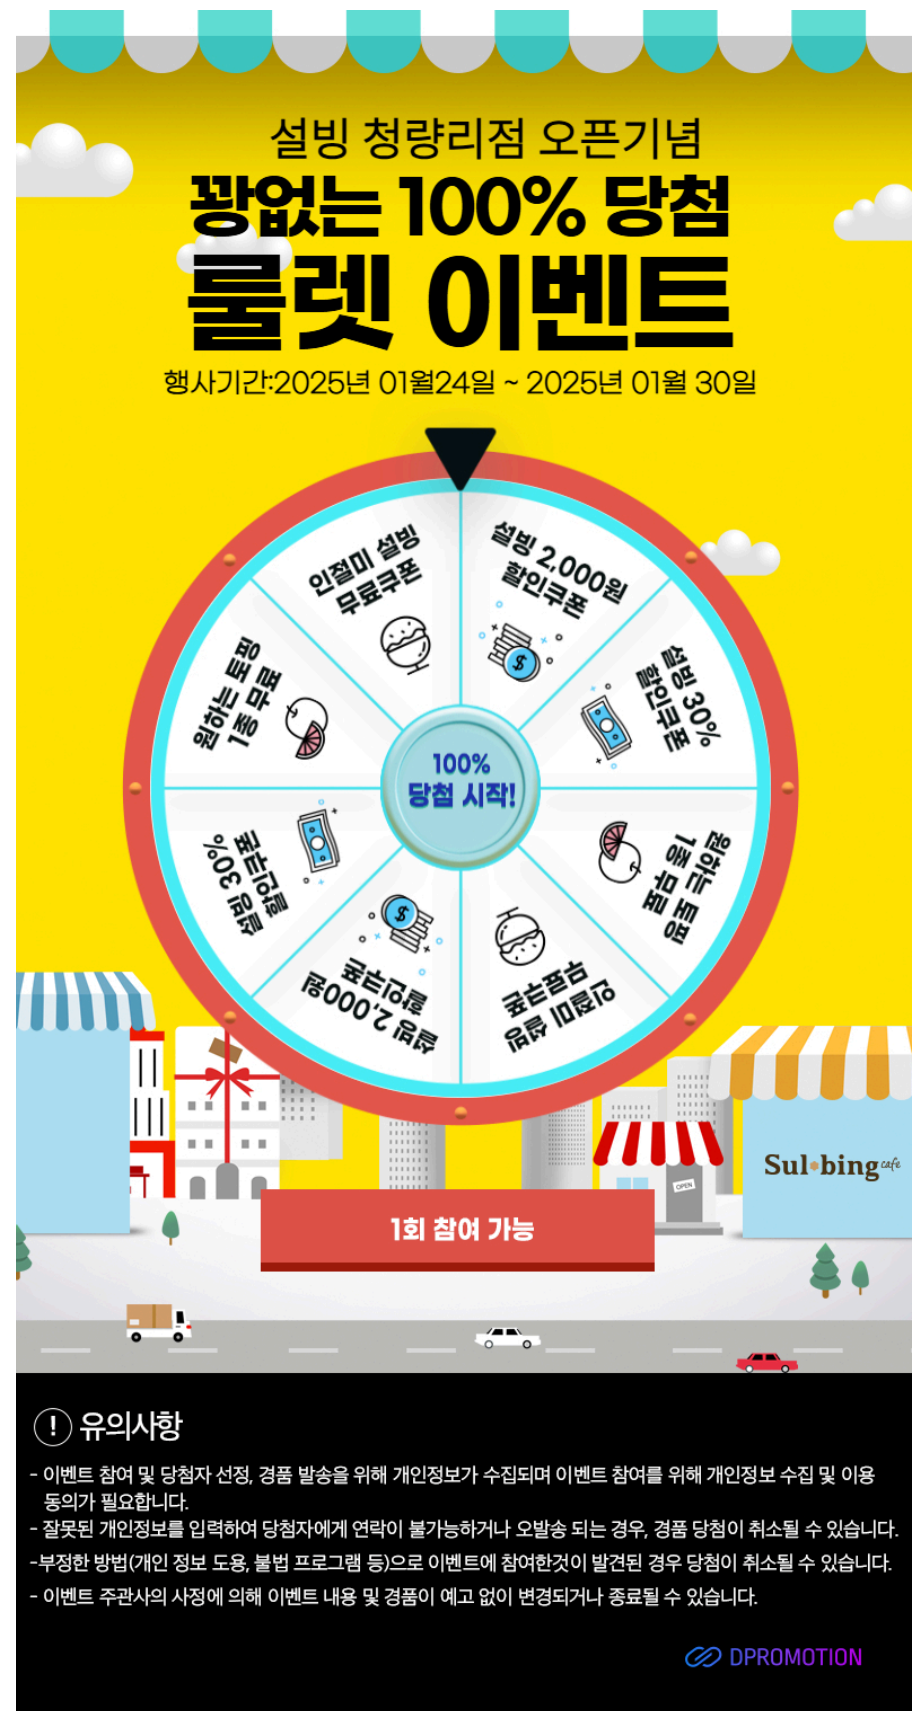 설빙 청량리점 오픈기념
꽝없는 100% 당첨
룰렛 이벤트
행사기간:2025년 01월24일 ~ 2025년 01월 30일
인절미 설빙
무료쿠폰
설빙 2,000원
할인쿠폰
설빙 30%
할인쿠폰
원하는 토핑
1종 무료
인절미 설빙
무료쿠폰
설빙 2,000원
할인쿠폰
설빙 30%
할인쿠폰
원하는 토핑
1종 무료
100%
당첨 시작!
Sulbing cafe
OPEN
1회 참여 가능
! 유의사항
- 이벤트 참여 및 당첨자 선정, 경품 발송을 위해 개인정보가 수집되며 이벤트 참여를 위해 개인정보 수집 및 이용
동의가 필요합니다.
- 잘못된 개인정보를 입력하여 당첨자에게 연락이 불가능하거나 오발송 되는 경우, 경품 당첨이 취소될 수 있습니다.
-부정한 방법(개인 정보 도용, 불법 프로그램 등)으로 이벤트에 참여한것이 발견된 경우 당첨이 취소될 수 있습니다.
- 이벤트 주관사의 사정에 의해 이벤트 내용 및 경품이 예고 없이 변경되거나 종료될 수 있습니다.
DPROMOTION